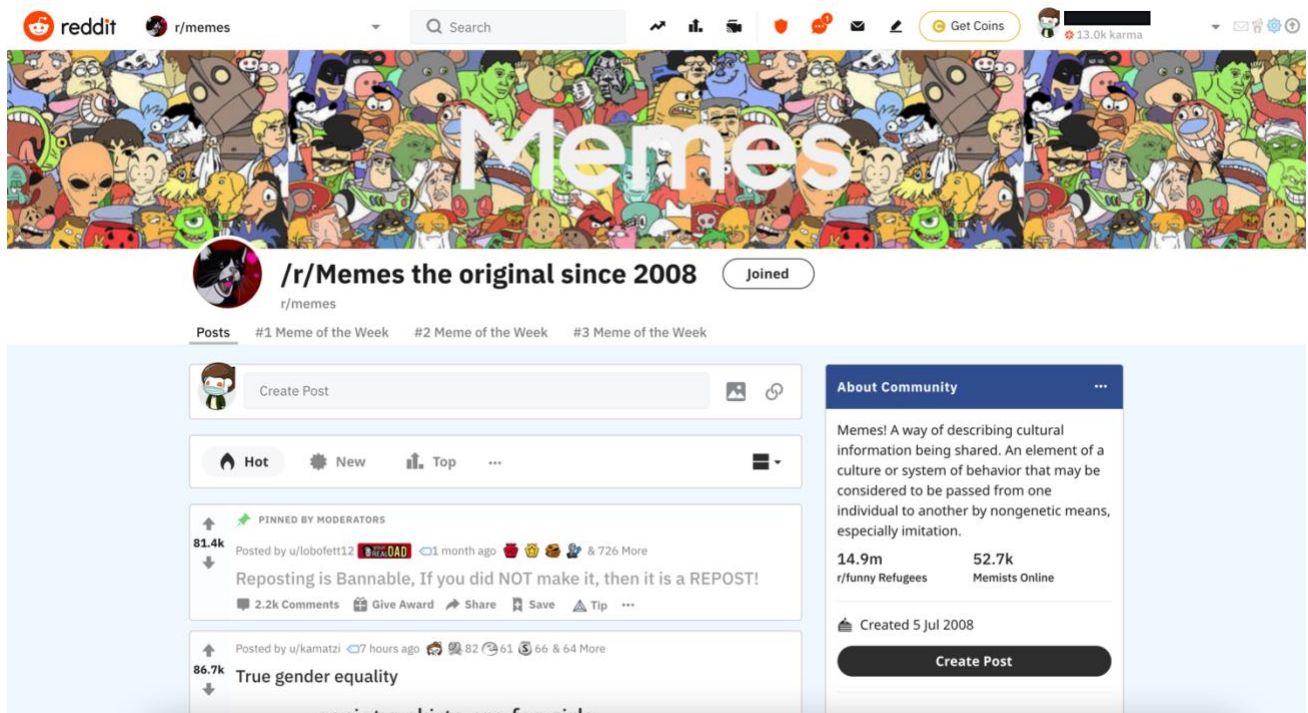 reddit r/memes Search 1 Get Coins 13.0k karma
Memes
/r/Memes the original since 2008 Joined
r/memes
Posts #1 Meme of the Week #2 Meme of the Week #3 Meme of the Week
Create Post
Hot New Top ...
PINNED BY MODERATORS
81.4k
Posted by u/lobofett12 REAL DAD 1 month ago & 726 More
Reposting is Bannable, If you did NOT make it, then it is a REPOST!
2.2k Comments Give Award Share Save Tip ...
Posted by u/kamatzi 7 hours ago 82 61 66 & 64 More
86.7k
True gender equality
About Community ...
Memes! A way of describing cultural
information being shared. An element of a
culture or system of behavior that may be
considered to be passed from one
individual to another by nongenetic means,
especially imitation.
14.9m 52.7k
r/funny Refugees Memists Online
Created 5 Jul 2008
Create Post